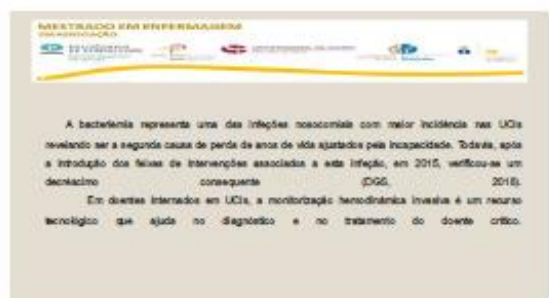 MESTRADO EM ENFERMAGEM
EM ASSOCIAÇÃO
A bacteriemia representa uma das infeções nosocomiais com maior incidência nas UCIs
revelando ser a segunda causa de perda de anos de vida ajustados pela incapacidade. Todavia, após
a introdução dos feixes de intervenções associados a esta infeção, em 2015, verificou-se um
decréscimo consequente (DGS, 2018).
Em doentes internados em UCIs, a monitorização hemodinâmica invasiva é um recurso
tecnológico que ajuda no diagnóstico e no tratamento do doente crítico.